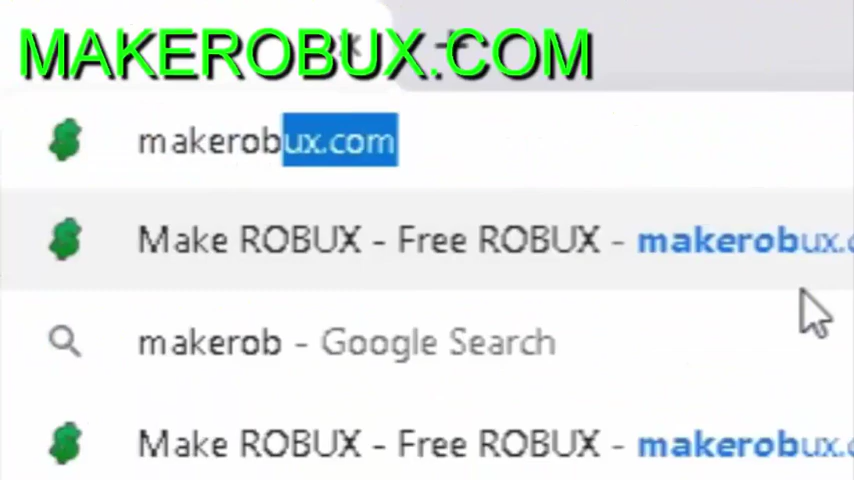 MAKEROBUX.COM
makerobux.com
Make ROBUX - Free ROBUX - makerobux.c
makerob - Google Search
Make ROBUX - Free ROBUX - makerobux.c